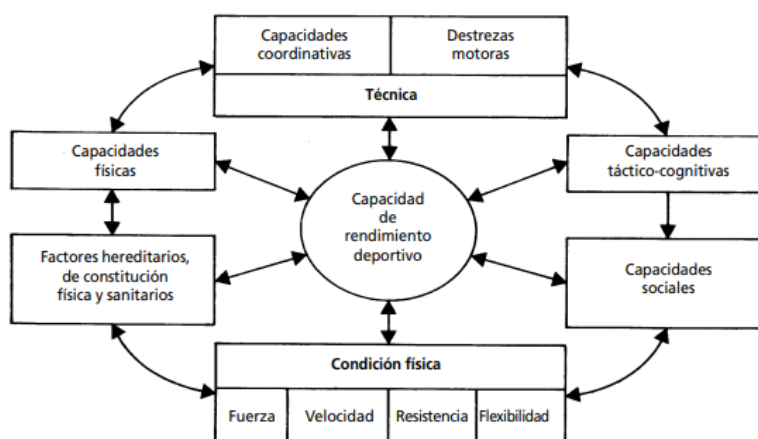 Capacidades
coordinativas
Destrezas
motoras
Técnica
Capacidades
físicas
Capacidades
táctico-cognitivas
Capacidad
de
rendimiento
deportivo
Factores hereditarios,
de constitución
física y sanitarios
Capacidades
sociales
Condición física
Fuerza
Velocidad
Resistencia
Flexibilidad